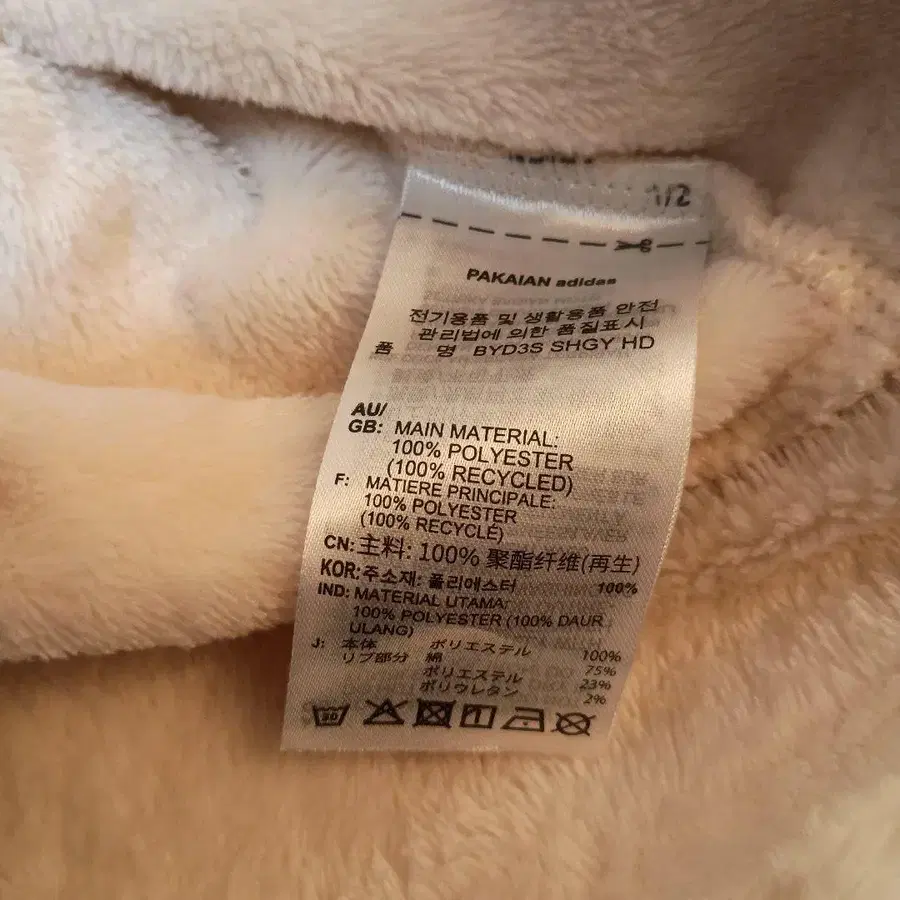 1/2
PAKAIAN adidas
전기용품 및 생활용품 안전
관리법에 의한 품질표시
품 명 BYD3S SHGY HD
AU/
GB: MAIN MATERIAL:
100% POLYESTER
(100% RECYCLED)
F: MATIERE PRINCIPALE:
100% POLYESTER
(100% RECYCLÉ)
CN: 主料: 100% 聚酯纤维(再生)
KOR: 주소재: 폴리에스터 100%
IND: MATERIAL UTAMA:
100% POLYESTER (100% DAUR
ULANG)
J: 本体 ポリエステル 100%
リブ部分 綿 75%
ポリエステル 23%
ポリウレタン 2%
30